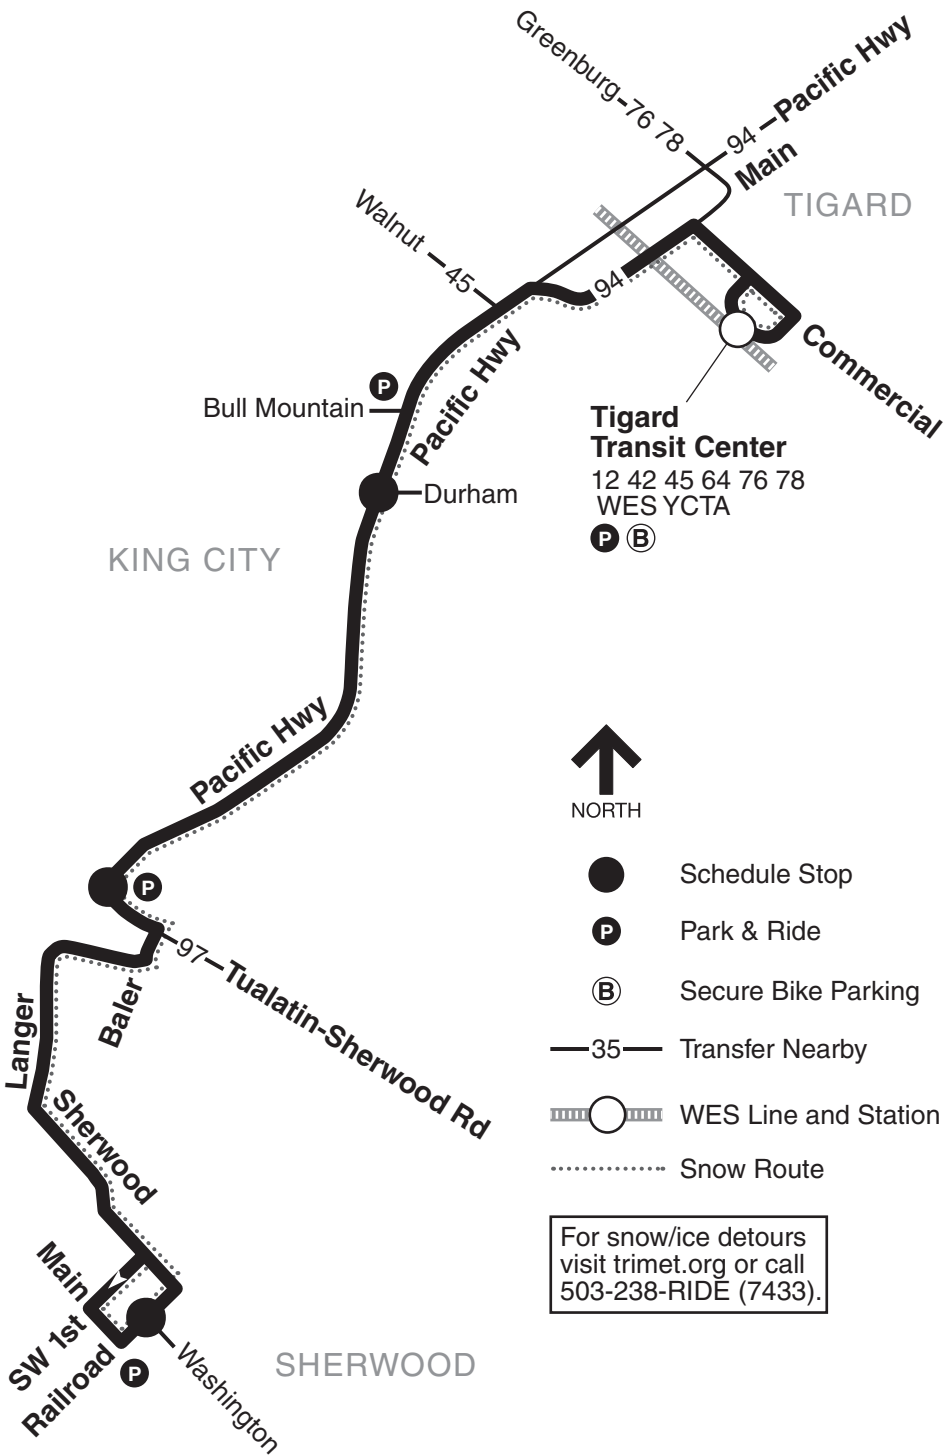 Greenburg
76 78
94
Pacific Hwy
Main
TIGARD
Walnut
45
94
Pacific Hwy
Commercial
P
Bull Mountain
Tigard
Transit Center
12 42 45 64 76 78
WES YCTA
P B
Durham
KING CITY
Pacific Hwy
NORTH
P
Schedule Stop
P Park & Ride
B Secure Bike Parking
35 Transfer Nearby
WES Line and Station
Snow Route
97
Tualatin-Sherwood Rd
Baler
Langer
Sherwood
For snow/ice detours
visit trimet.org or call
503-238-RIDE (7433).
Main
SW 1st
Railroad
P
Washington
SHERWOOD